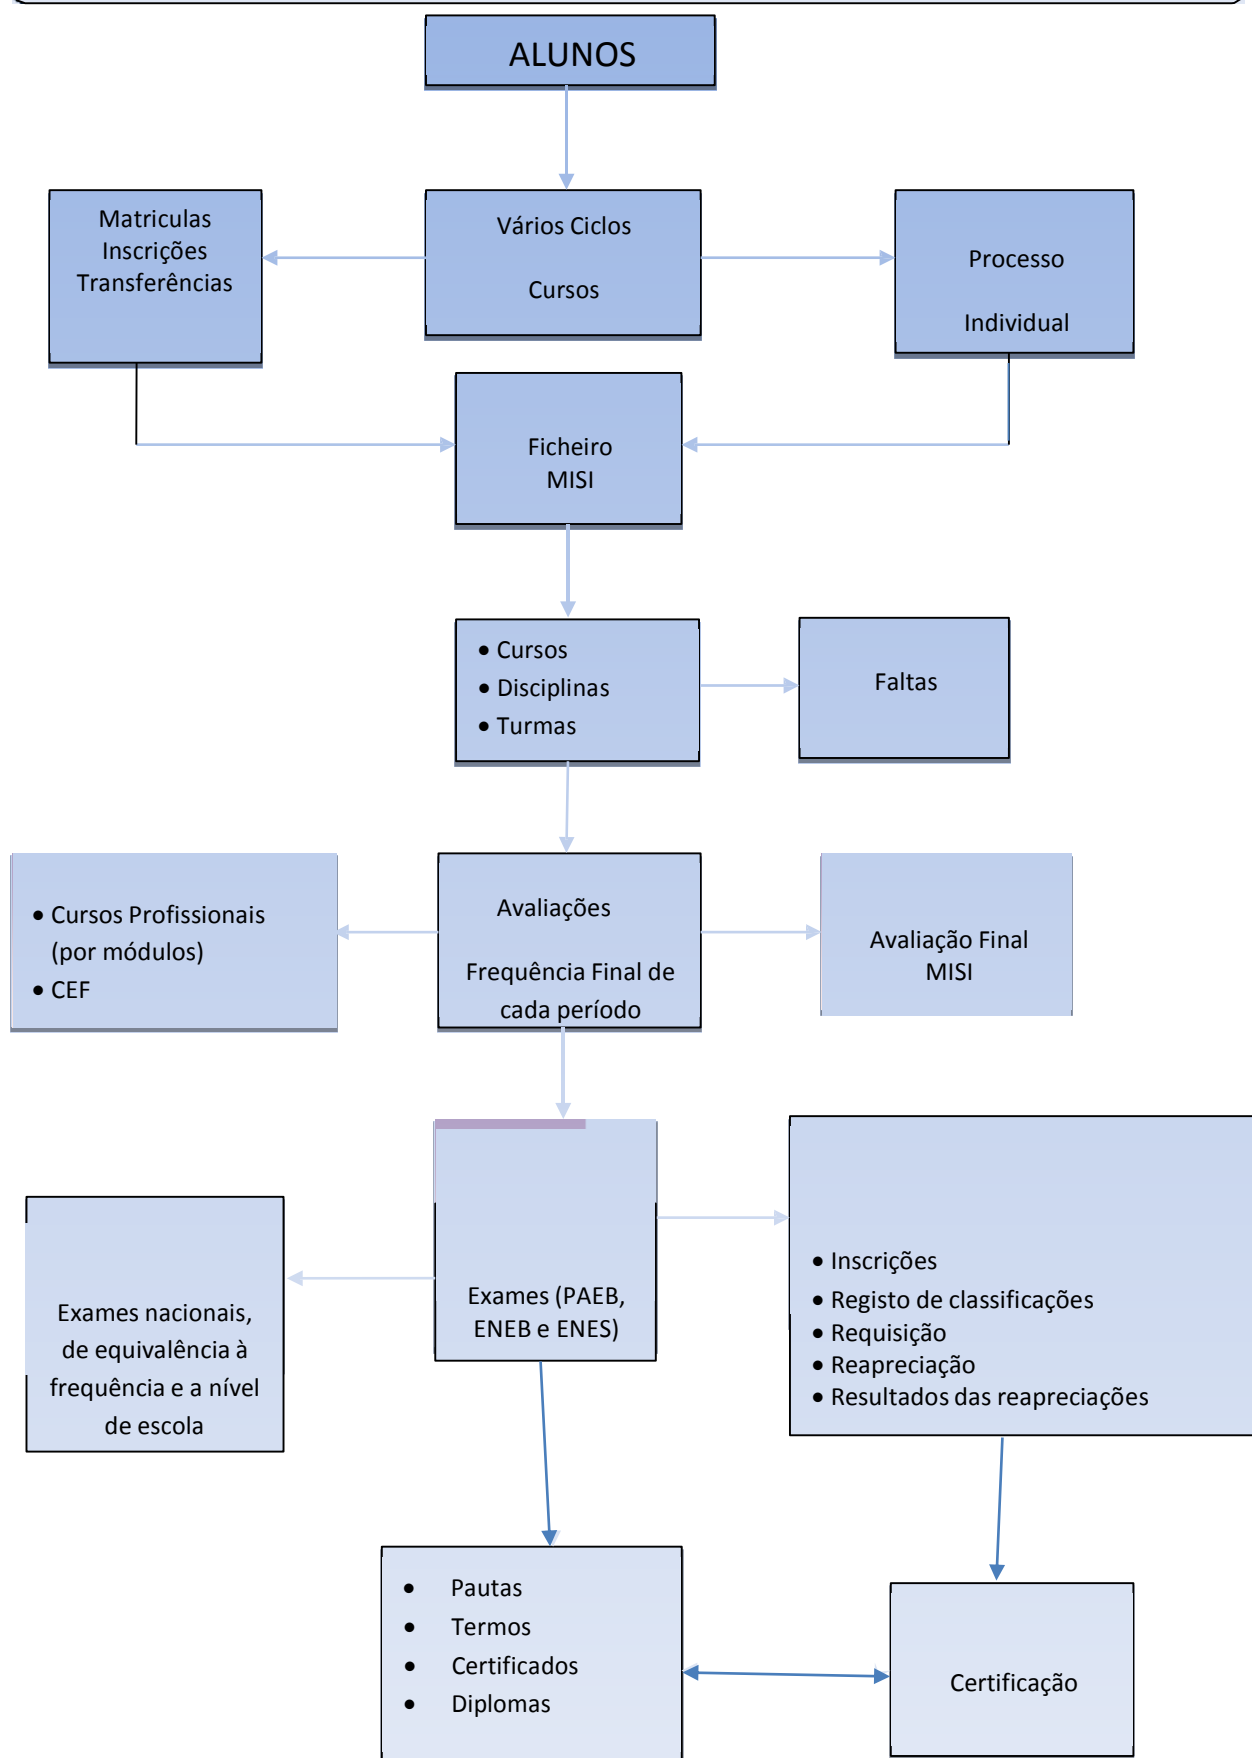 ALUNOS
Matriculas
Inscrições
Transferências
Vários Ciclos
Cursos
Processo
Individual
Ficheiro
MISI
• Cursos
• Disciplinas
• Turmas
Faltas
• Cursos Profissionais
(por módulos)
• CEF
Avaliações
Frequência Final de
cada período
Avaliação Final
MISI
Exames nacionais,
de equivalência à
frequência e a nível
de escola
Exames (PAEB,
ENEB e ENES)
• Inscrições
• Registo de classificações
• Requisição
• Reapreciação
• Resultados das reapreciações
• Pautas
• Termos
• Certificados
• Diplomas
Certificação